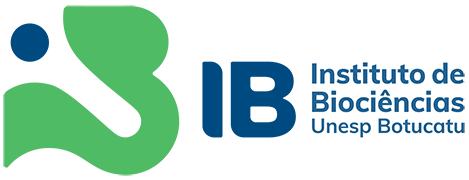 IB
Instituto de
Biociências
Unesp Botucatu